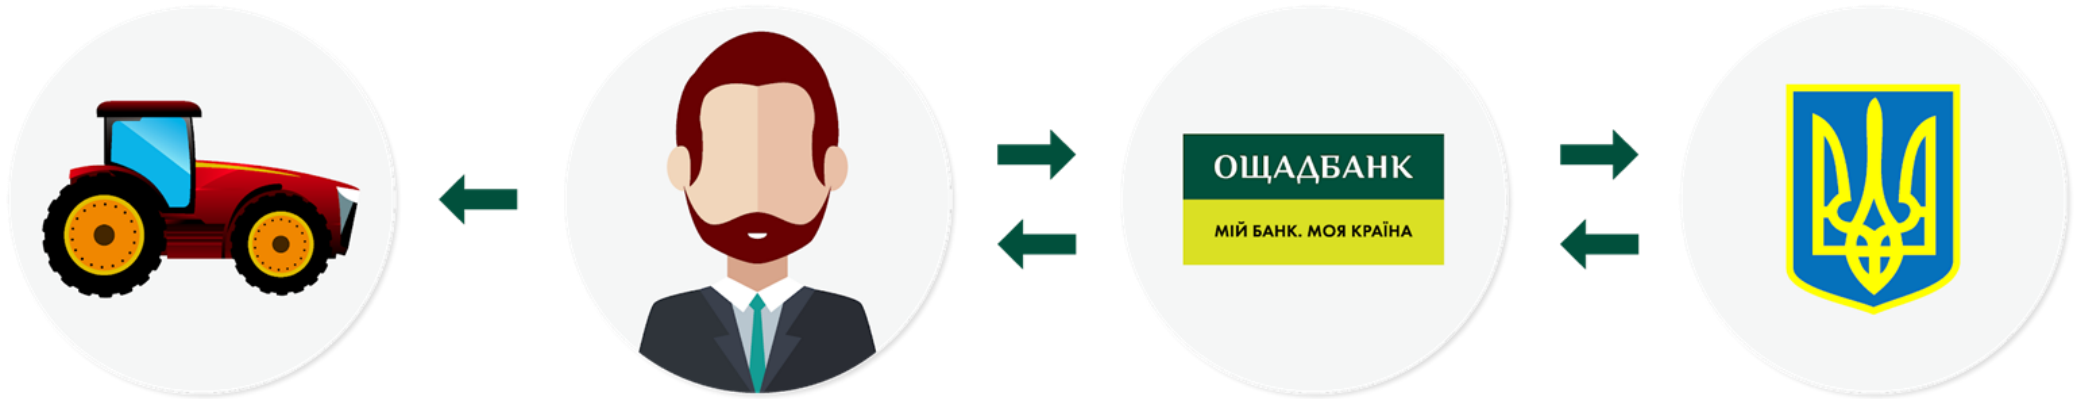 ОЩАДБАНК
МІЙ БАНК. МОЯ КРАЇНА